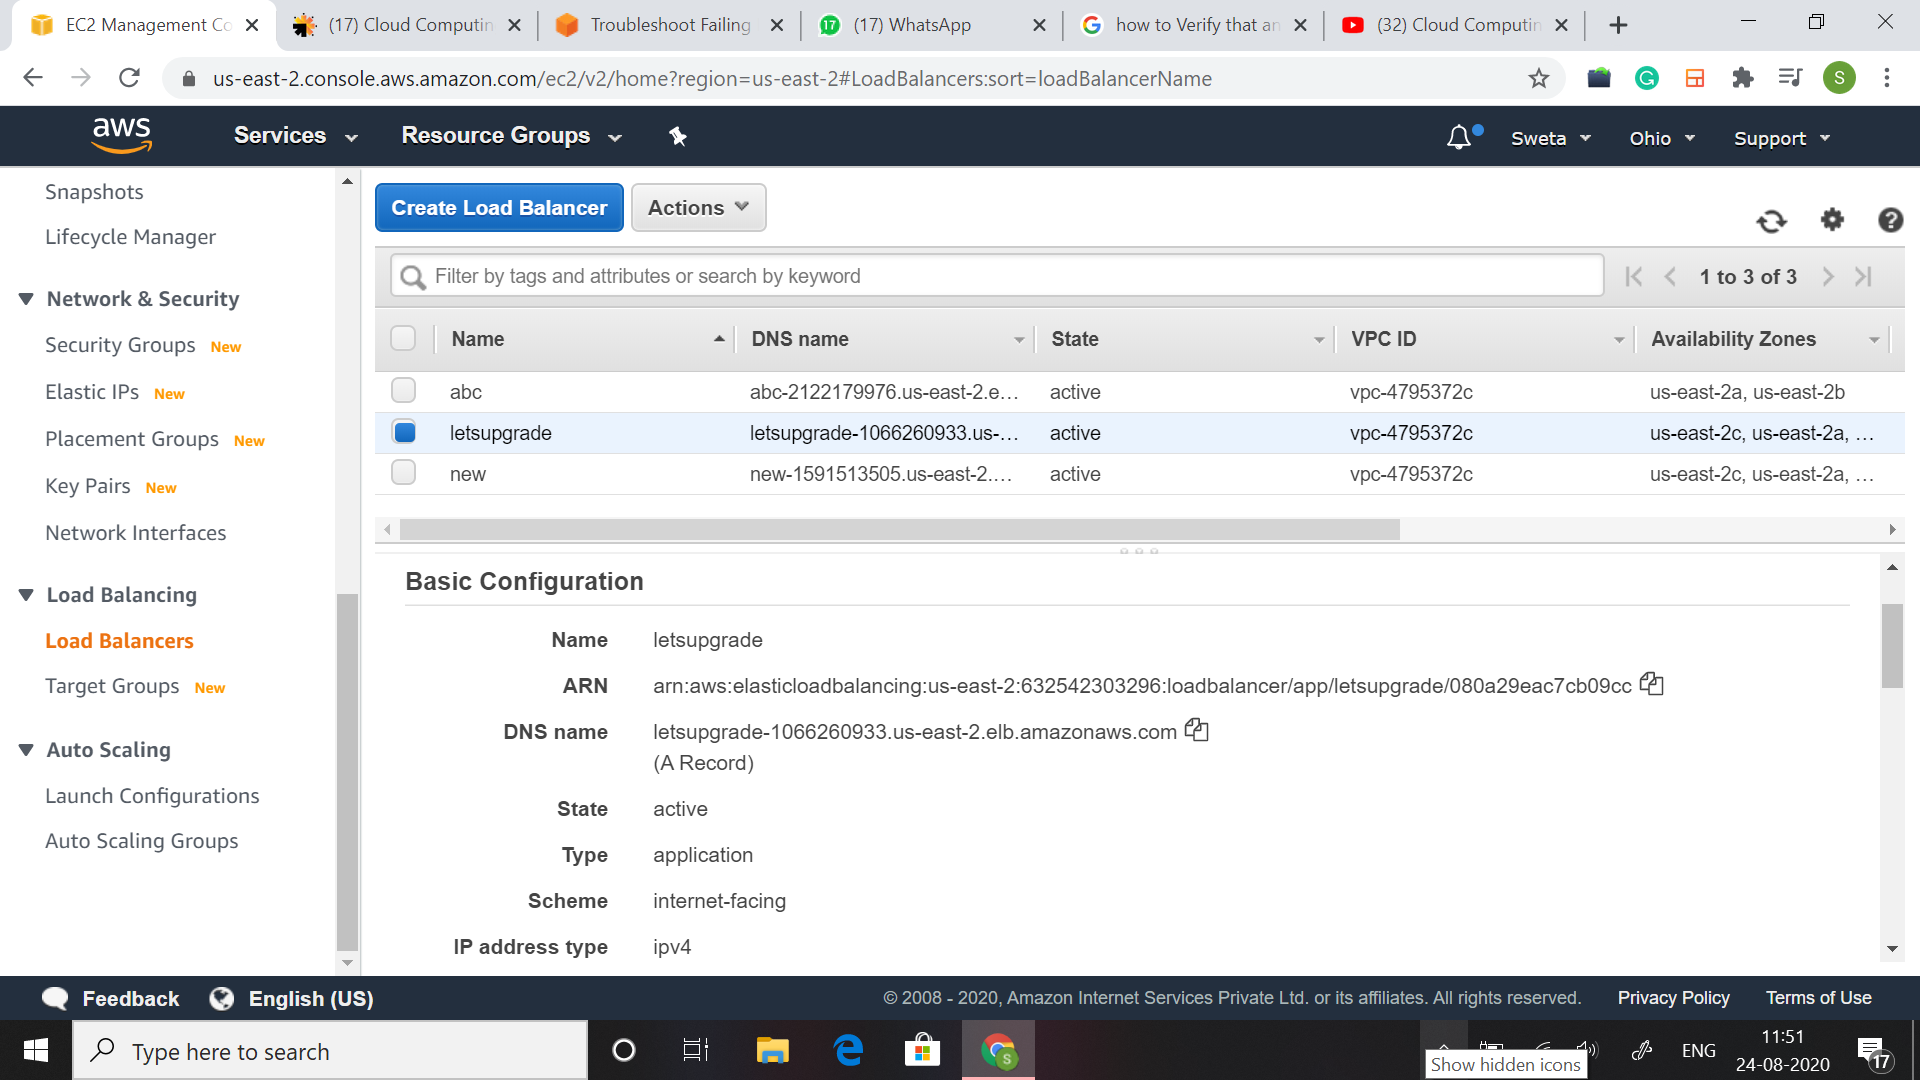 EC2 Management Co
(17) Cloud Computin
Troubleshoot Failing
17
(17) WhatsApp
how to Verify that an
(32) Cloud Computin
us-east-2.console.aws.amazon.com/ec2/v2/home?region=us-east-2#LoadBalancers:sort=loadBalancerName
S
aws
Services
Resource Groups
Sweta
Ohio
Support
Snapshots
Lifecycle Manager
Network & Security
Security Groups New
Elastic IPs New
Placement Groups New
Key Pairs New
Network Interfaces
Load Balancing
Load Balancers
Target Groups New
Auto Scaling
Launch Configurations
Auto Scaling Groups
Create Load Balancer
Actions
Filter by tags and attributes or search by keyword
1 to 3 of 3
Name DNS name State VPC ID Availability Zones
abc abc-2122179976.us-east-2.e... active vpc-4795372c us-east-2a, us-east-2b
letsupgrade letsupgrade-1066260933.us-... active vpc-4795372c us-east-2c, us-east-2a, ...
new new-1591513505.us-east-2.... active vpc-4795372c us-east-2c, us-east-2a, ...
Basic Configuration
Name letsupgrade
ARN arn:aws:elasticloadbalancing:us-east-2:632542303296:loadbalancer/app/letsupgrade/080a29eac7cb09cc
DNS name letsupgrade-1066260933.us-east-2.elb.amazonaws.com
(A Record)
State active
Type application
Scheme internet-facing
IP address type ipv4
Feedback
English (US)
© 2008 - 2020, Amazon Internet Services Private Ltd. or its affiliates. All rights reserved.
Privacy Policy
Terms of Use
Type here to search
S
Show hidden icons
ENG
11:51
24-08-2020
17